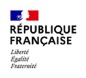 RÉPUBLIQUE
FRANÇAISE
Liberté
Égalité
Fraternité